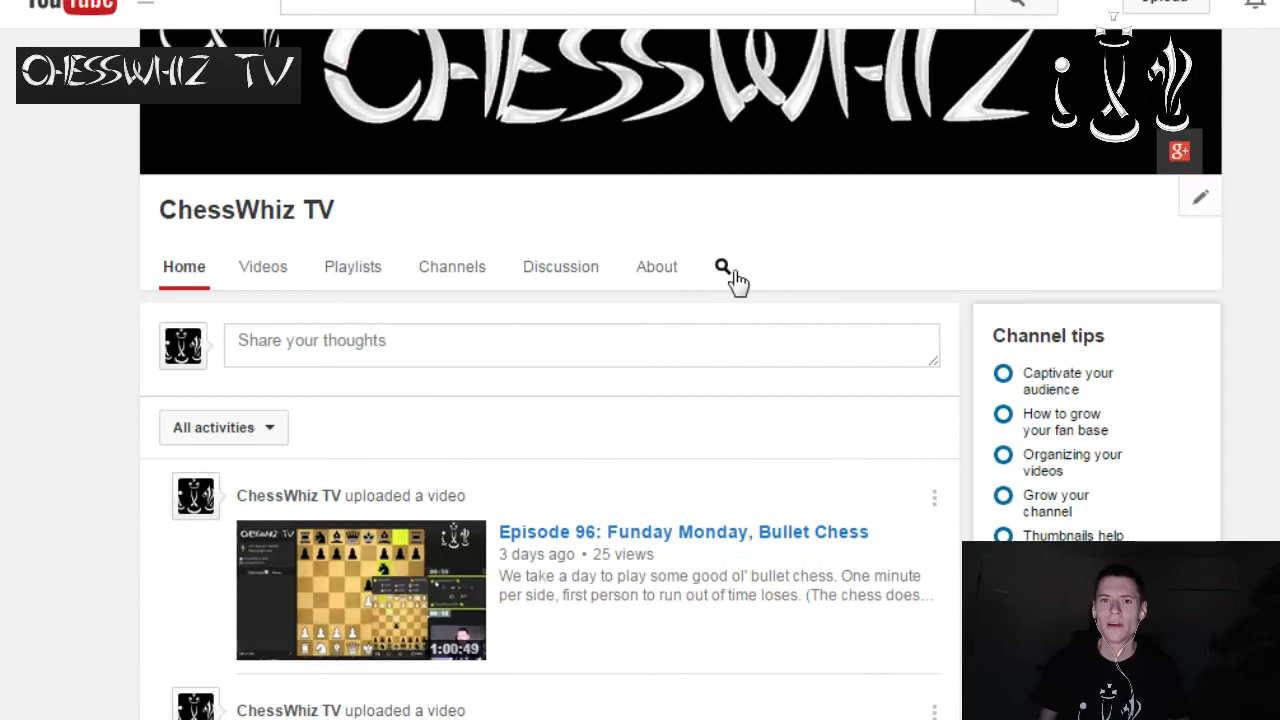 YouTube
Upload
CHESSWHIZ TV
CHESSWHIZ
g+
ChessWhiz TV
Home Videos Playlists Channels Discussion About
Share your thoughts
All activities
ChessWhiz TV uploaded a video
Episode 96: Funday Monday, Bullet Chess
3 days ago • 25 views
We take a day to play some good ol' bullet chess. One minute
per side, first person to run out of time loses. (The chess does...
CHESSWHIZ TV
1:00:49
ChessWhiz TV uploaded a video
Channel tips
Captivate your
audience
How to grow
your fan base
Organizing your
videos
Grow your
channel
Thumbnails help